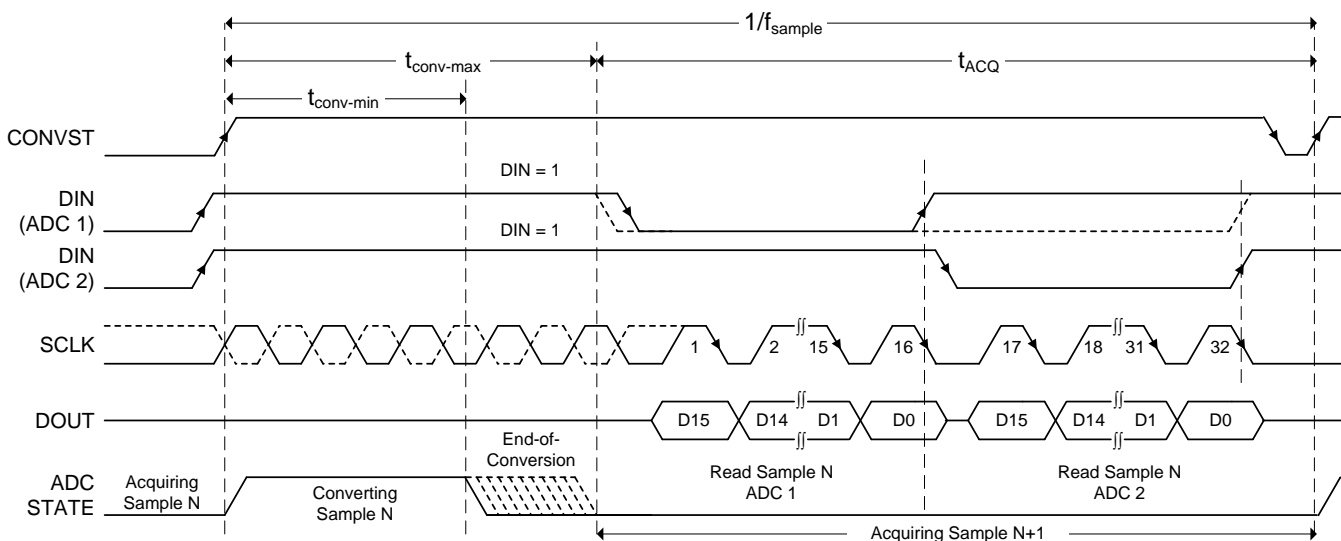 1/fsample
tconv-max
tACQ
tconv-min
CONVST
DIN = 1
DIN
(ADC 1)
DIN = 1
DIN
(ADC 2)
SCLK
1 2 ∫∫ 15 16 17 18 ∫∫ 31 32
DOUT
D15 D14 ∫∫ D1 D0 D15 D14 ∫∫ D1 D0
∫∫ ∫∫
End-of-
Conversion
ADC
STATE
Acquiring
Sample N
Converting
Sample N
Read Sample N
ADC 1
Read Sample N
ADC 2
Acquiring Sample N+1